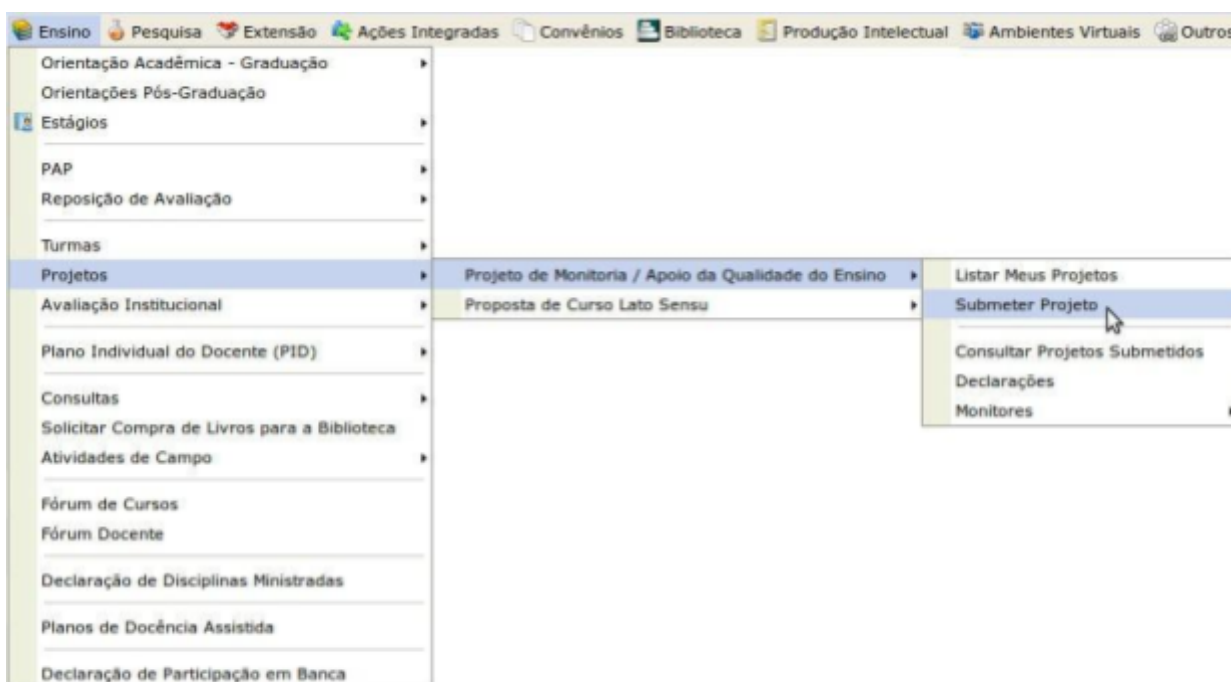 Ensino Pesquisa Extensão Ações Integradas Convênios Biblioteca Produção Intelectual Ambientes Virtuais Outros
Orientação Acadêmica - Graduação
Orientações Pós-Graduação
Estágios
PAP
Reposição de Avaliação
Turmas
Projetos
Avaliação Institucional
Plano Individual do Docente (PID)
Consultas
Solicitar Compra de Livros para a Biblioteca
Atividades de Campo
Fórum de Cursos
Fórum Docente
Declaração de Disciplinas Ministradas
Planos de Docência Assistida
Declaração de Participação em Banca
Projeto de Monitoria / Apoio da Qualidade do Ensino
Proposta de Curso Lato Sensu
Listar Meus Projetos
Submeter Projeto
Consultar Projetos Submetidos
Declarações
Monitores